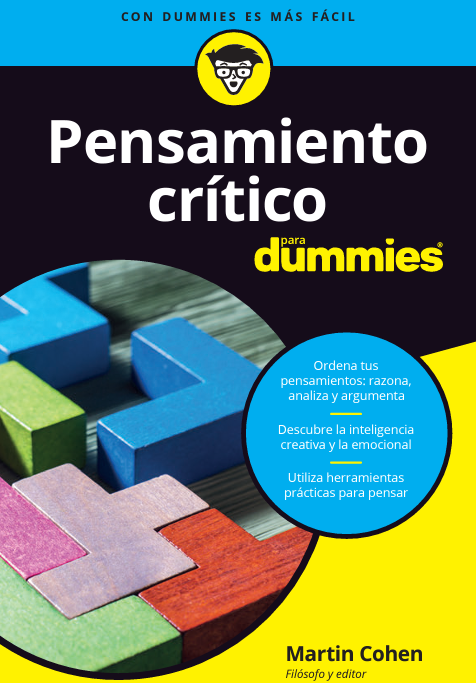 CON DUMMIES ES MÁS FÁCIL
Pensamiento
crítico
para
dummies®
Ordena tus
pensamientos: razona,
analiza y argumenta
Descubre la inteligencia
creativa y la emocional
Utiliza herramientas
prácticas para pensar
Martin Cohen
Filósofo y editor